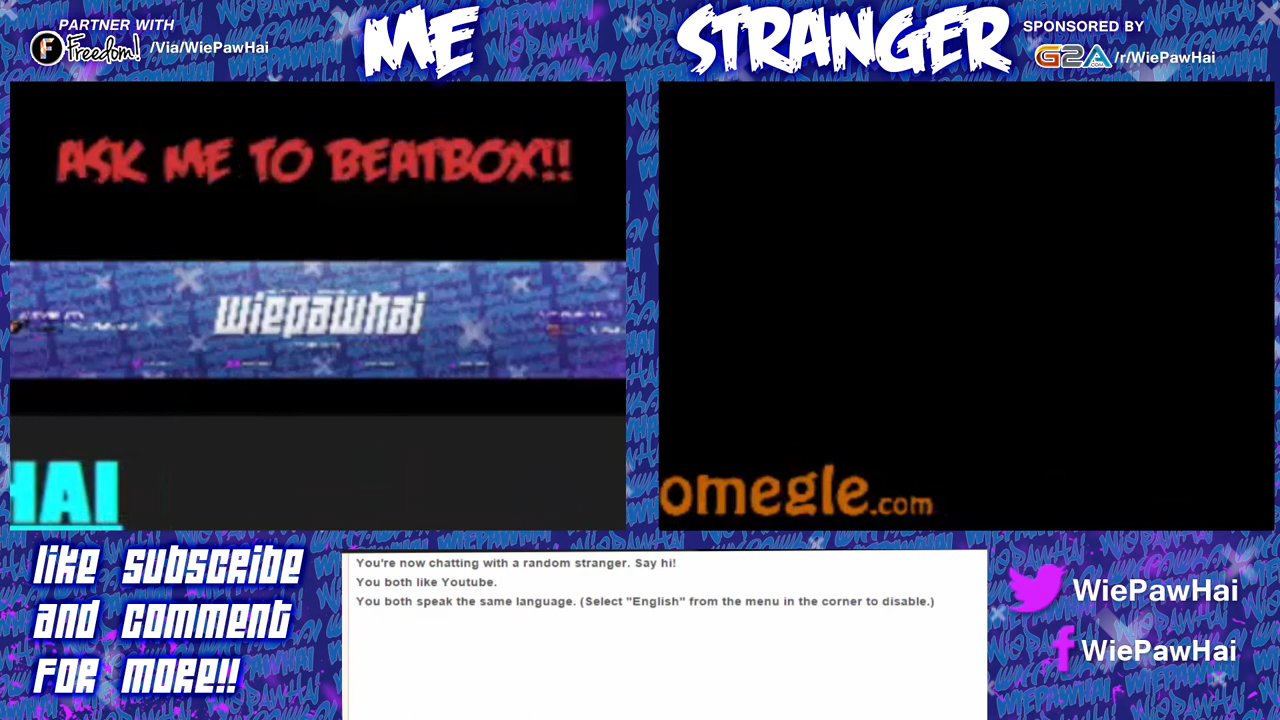 PARTNER WITH
Freedom! /Via/WiePawHai
ME
STRANGER
SPONSORED BY
G2A.COM /r/WiePawHai
ASK ME TO BEATBOX!!
wiepawhai
HAI
omegle.com
LIKE SUBSCRIBE
AND COMMENT
FOR MORE!!
You're now chatting with a random stranger. Say hi!
You both like Youtube.
You both speak the same language. (Select "English" from the menu in the corner to disable.)
WiePawHai
WiePawHai